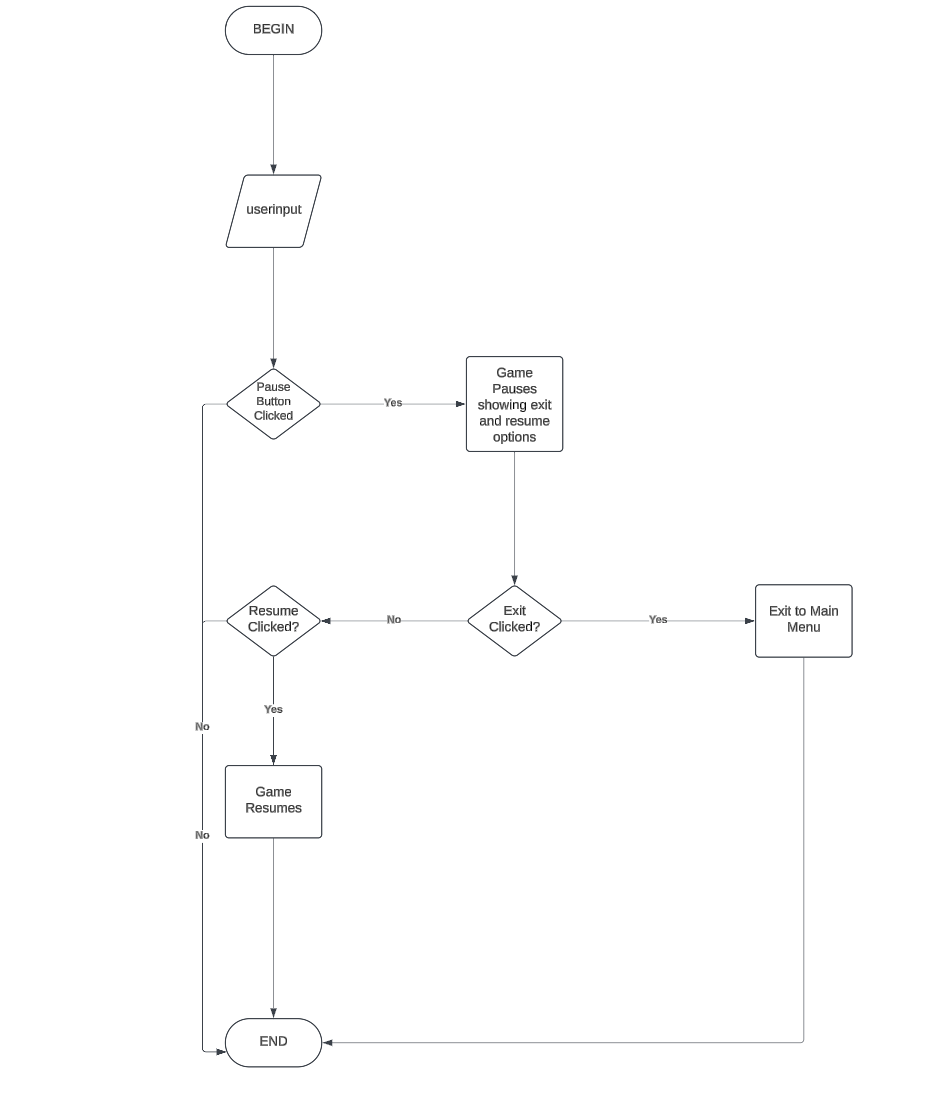 BEGIN
userinput
Pause
Button
Clicked
Yes
Game
Pauses
showing exit
and resume
options
Resume
Clicked?
No
Exit
Clicked?
Yes
Exit to Main
Menu
Yes
No
Game
Resumes
No
END